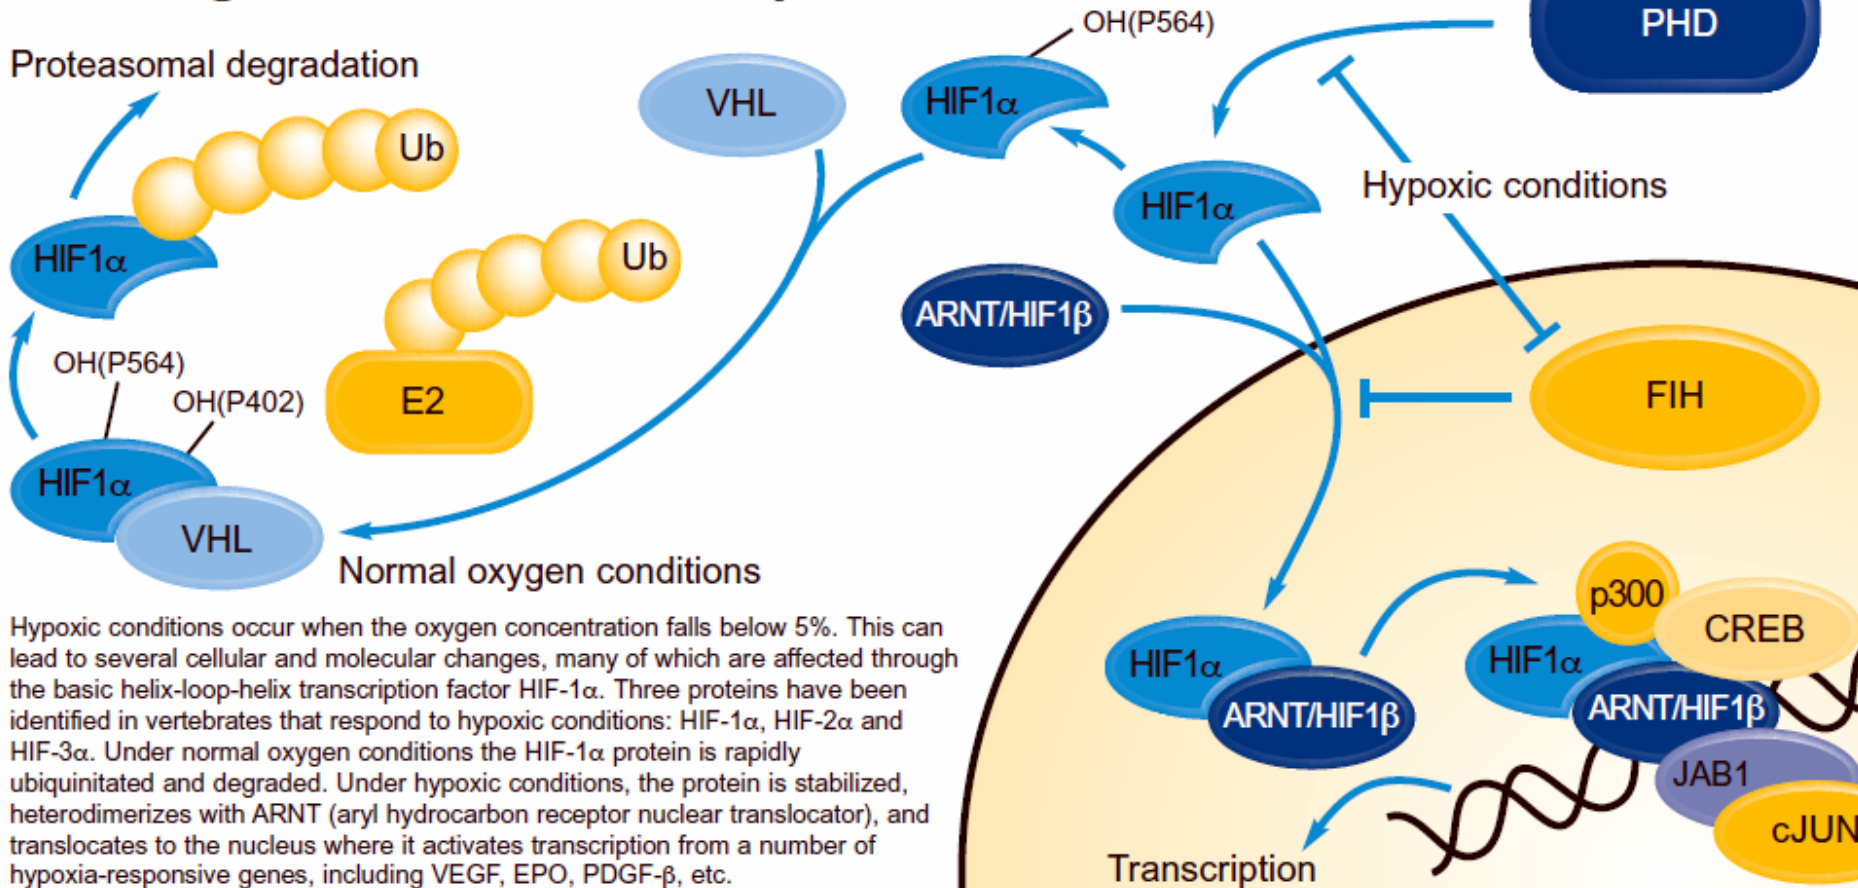 OH(P564)
PHD
Proteasomal degradation
VHL
HIF1α
Ub
Hypoxic conditions
HIF1α
HIF1α
Ub
ARNT/HIF1β
OH(P564)
OH(P402)
E2
FIH
HIF1α
VHL
Normal oxygen conditions
p300
CREB
HIF1α
HIF1α
ARNT/HIF1β
ARNT/HIF1β
JAB1
cJUN
Transcription
Hypoxic conditions occur when the oxygen concentration falls below 5%. This can
lead to several cellular and molecular changes, many of which are affected through
the basic helix-loop-helix transcription factor HIF-1α. Three proteins have been
identified in vertebrates that respond to hypoxic conditions: HIF-1α, HIF-2α and
HIF-3α. Under normal oxygen conditions the HIF-1α protein is rapidly
ubiquinitated and degraded. Under hypoxic conditions, the protein is stabilized,
heterodimerizes with ARNT (aryl hydrocarbon receptor nuclear translocator), and
translocates to the nucleus where it activates transcription from a number of
hypoxia-responsive genes, including VEGF, EPO, PDGF-β, etc.